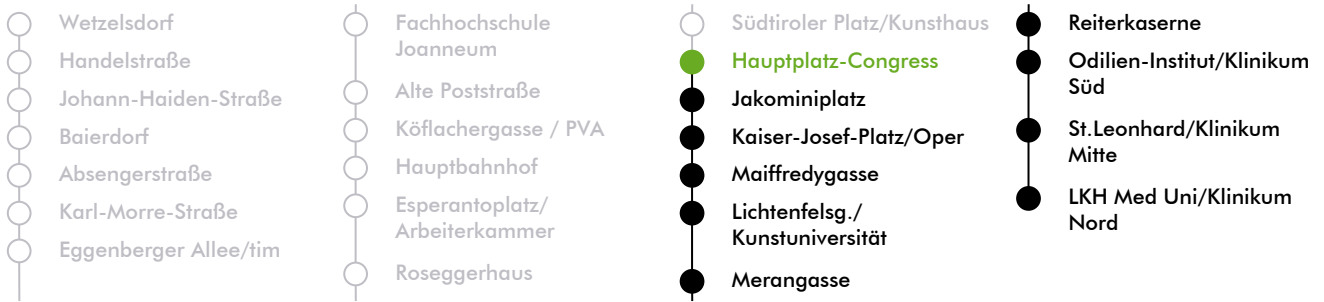 Wetzelsdorf
Handelstraße
Johann-Haiden-Straße
Baierdorf
Absengerstraße
Karl-Morre-Straße
Eggenberger Allee/tim
Fachhochschule
Joanneum
Alte Poststraße
Köflachergasse / PVA
Hauptbahnhof
Esperantoplatz/
Arbeiterkammer
Roseggerhaus
Südtiroler Platz/Kunsthaus
Hauptplatz-Congress
Jakominiplatz
Kaiser-Josef-Platz/Oper
Maiffredygasse
Lichtenfelsg./
Kunstuniversität
Merangasse
Reiterkaserne
Odilien-Institut/Klinikum
Süd
St.Leonhard/Klinikum
Mitte
LKH Med Uni/Klinikum
Nord